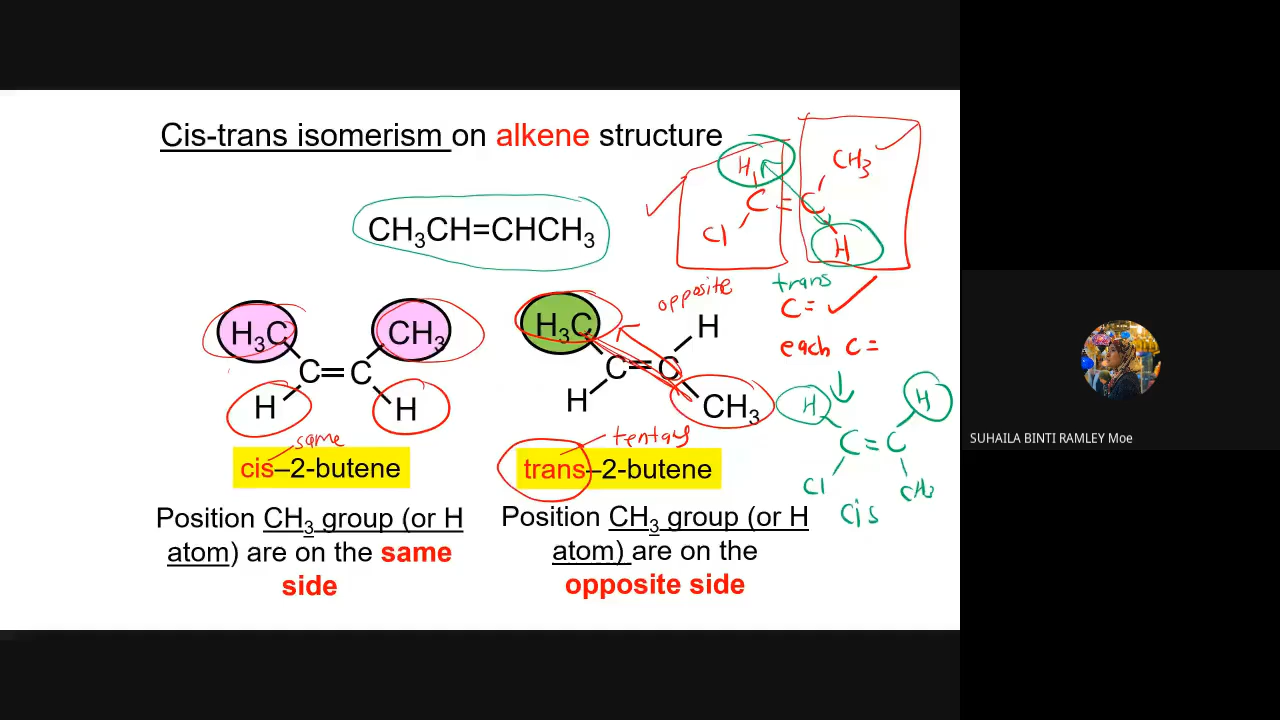 Cis-trans isomerism on alkene structure
CH₃CH=CHCH₃
H CH₃
C = C
Cl H
trans
C = ✓
each C =
H₃C CH₃
C=C
H H
same
cis–2-butene
Position CH₃ group (or H
atom) are on the same
side
opposite
H₃C H
C=C
H CH₃
trans–2-butene
Position CH₃ group (or H
atom) are on the
opposite side
H H
C = C
Cl CH₃
cis
SUHAILA BINTI RAMLEY Moe